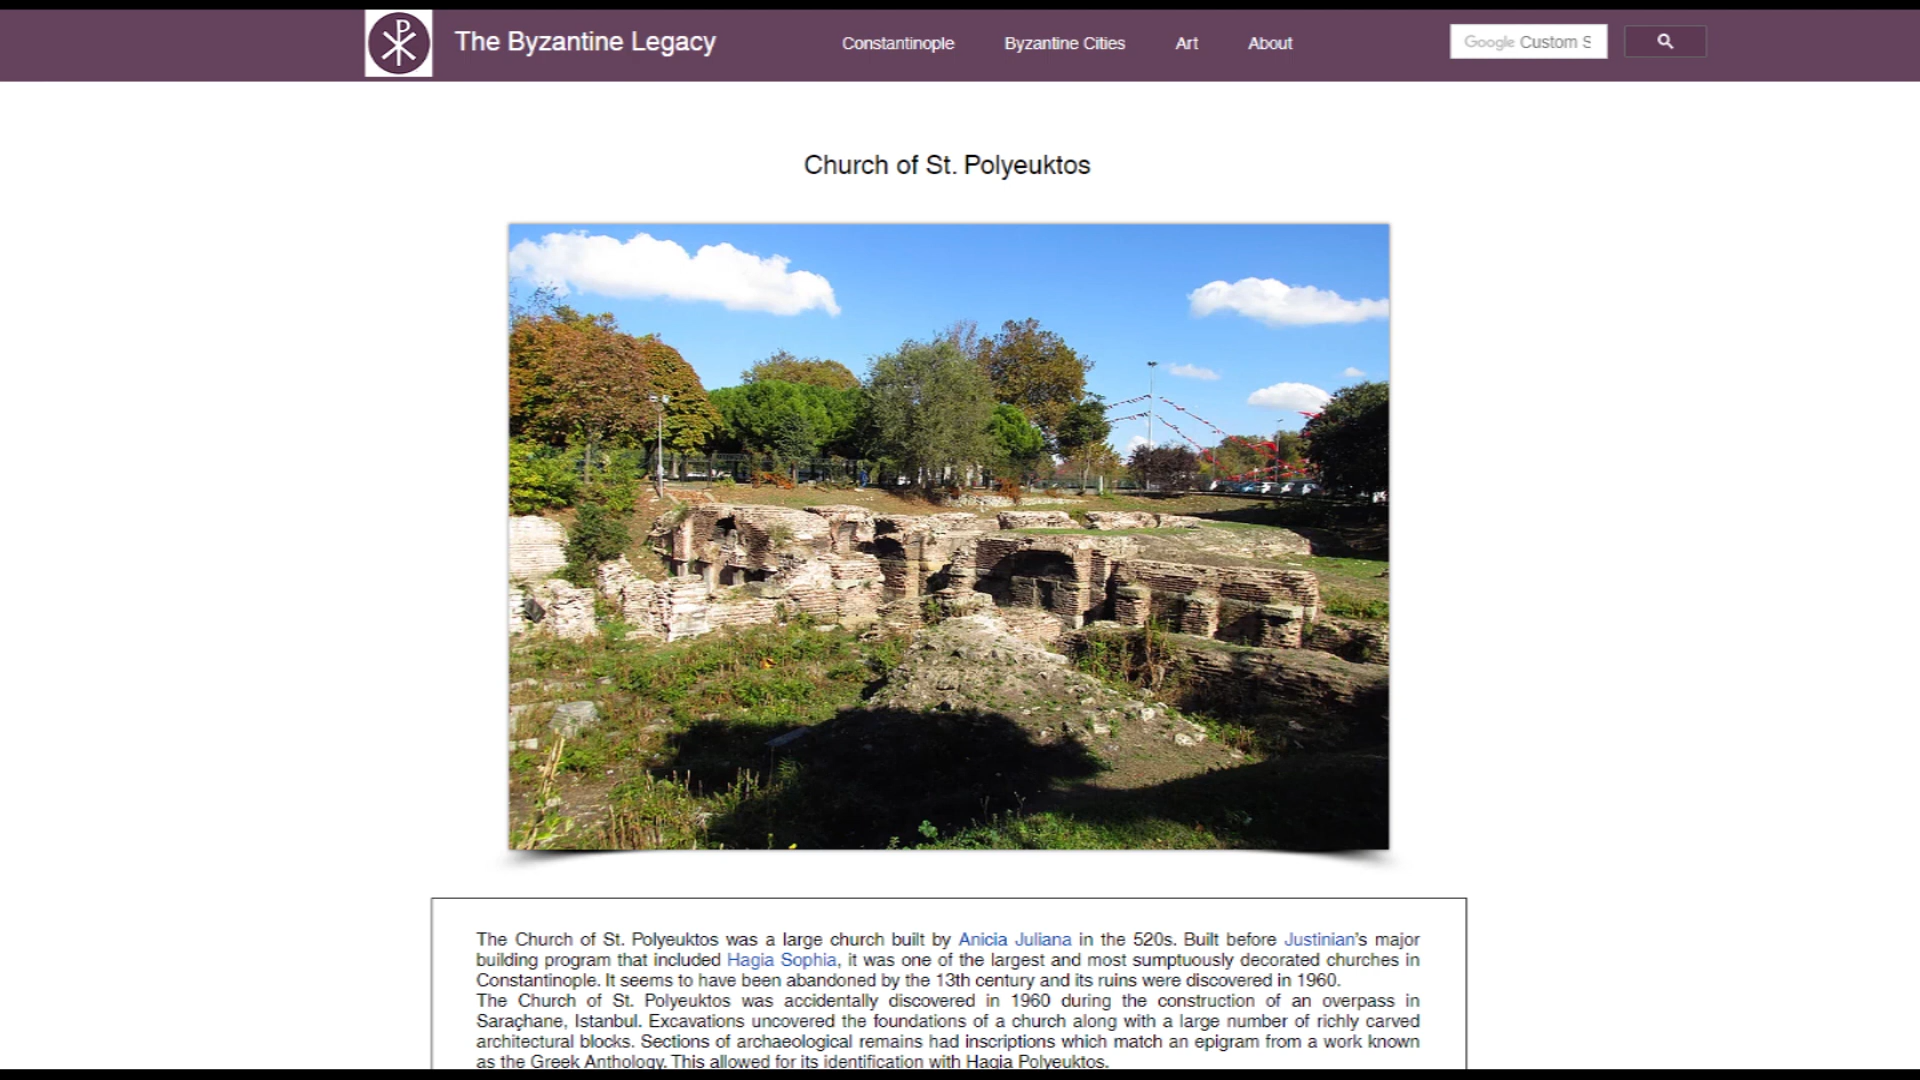 The Byzantine Legacy
Constantinople
Byzantine Cities
Art
About
Google Custom S
Church of St. Polyeuktos
The Church of St. Polyeuktos was a large church built by Anicia Juliana in the 520s. Built before Justinian's major
building program that included Hagia Sophia, it was one of the largest and most sumptuously decorated churches in
Constantinople. It seems to have been abandoned by the 13th century and its ruins were discovered in 1960.
The Church of St. Polyeuktos was accidentally discovered in 1960 during the construction of an overpass in
Saraçhane, Istanbul. Excavations uncovered the foundations of a church along with a large number of richly carved
architectural blocks. Sections of archaeological remains had inscriptions which match an epigram from a work known
as the Greek Anthology. This allowed for its identification with Hagia Polyeuktos.